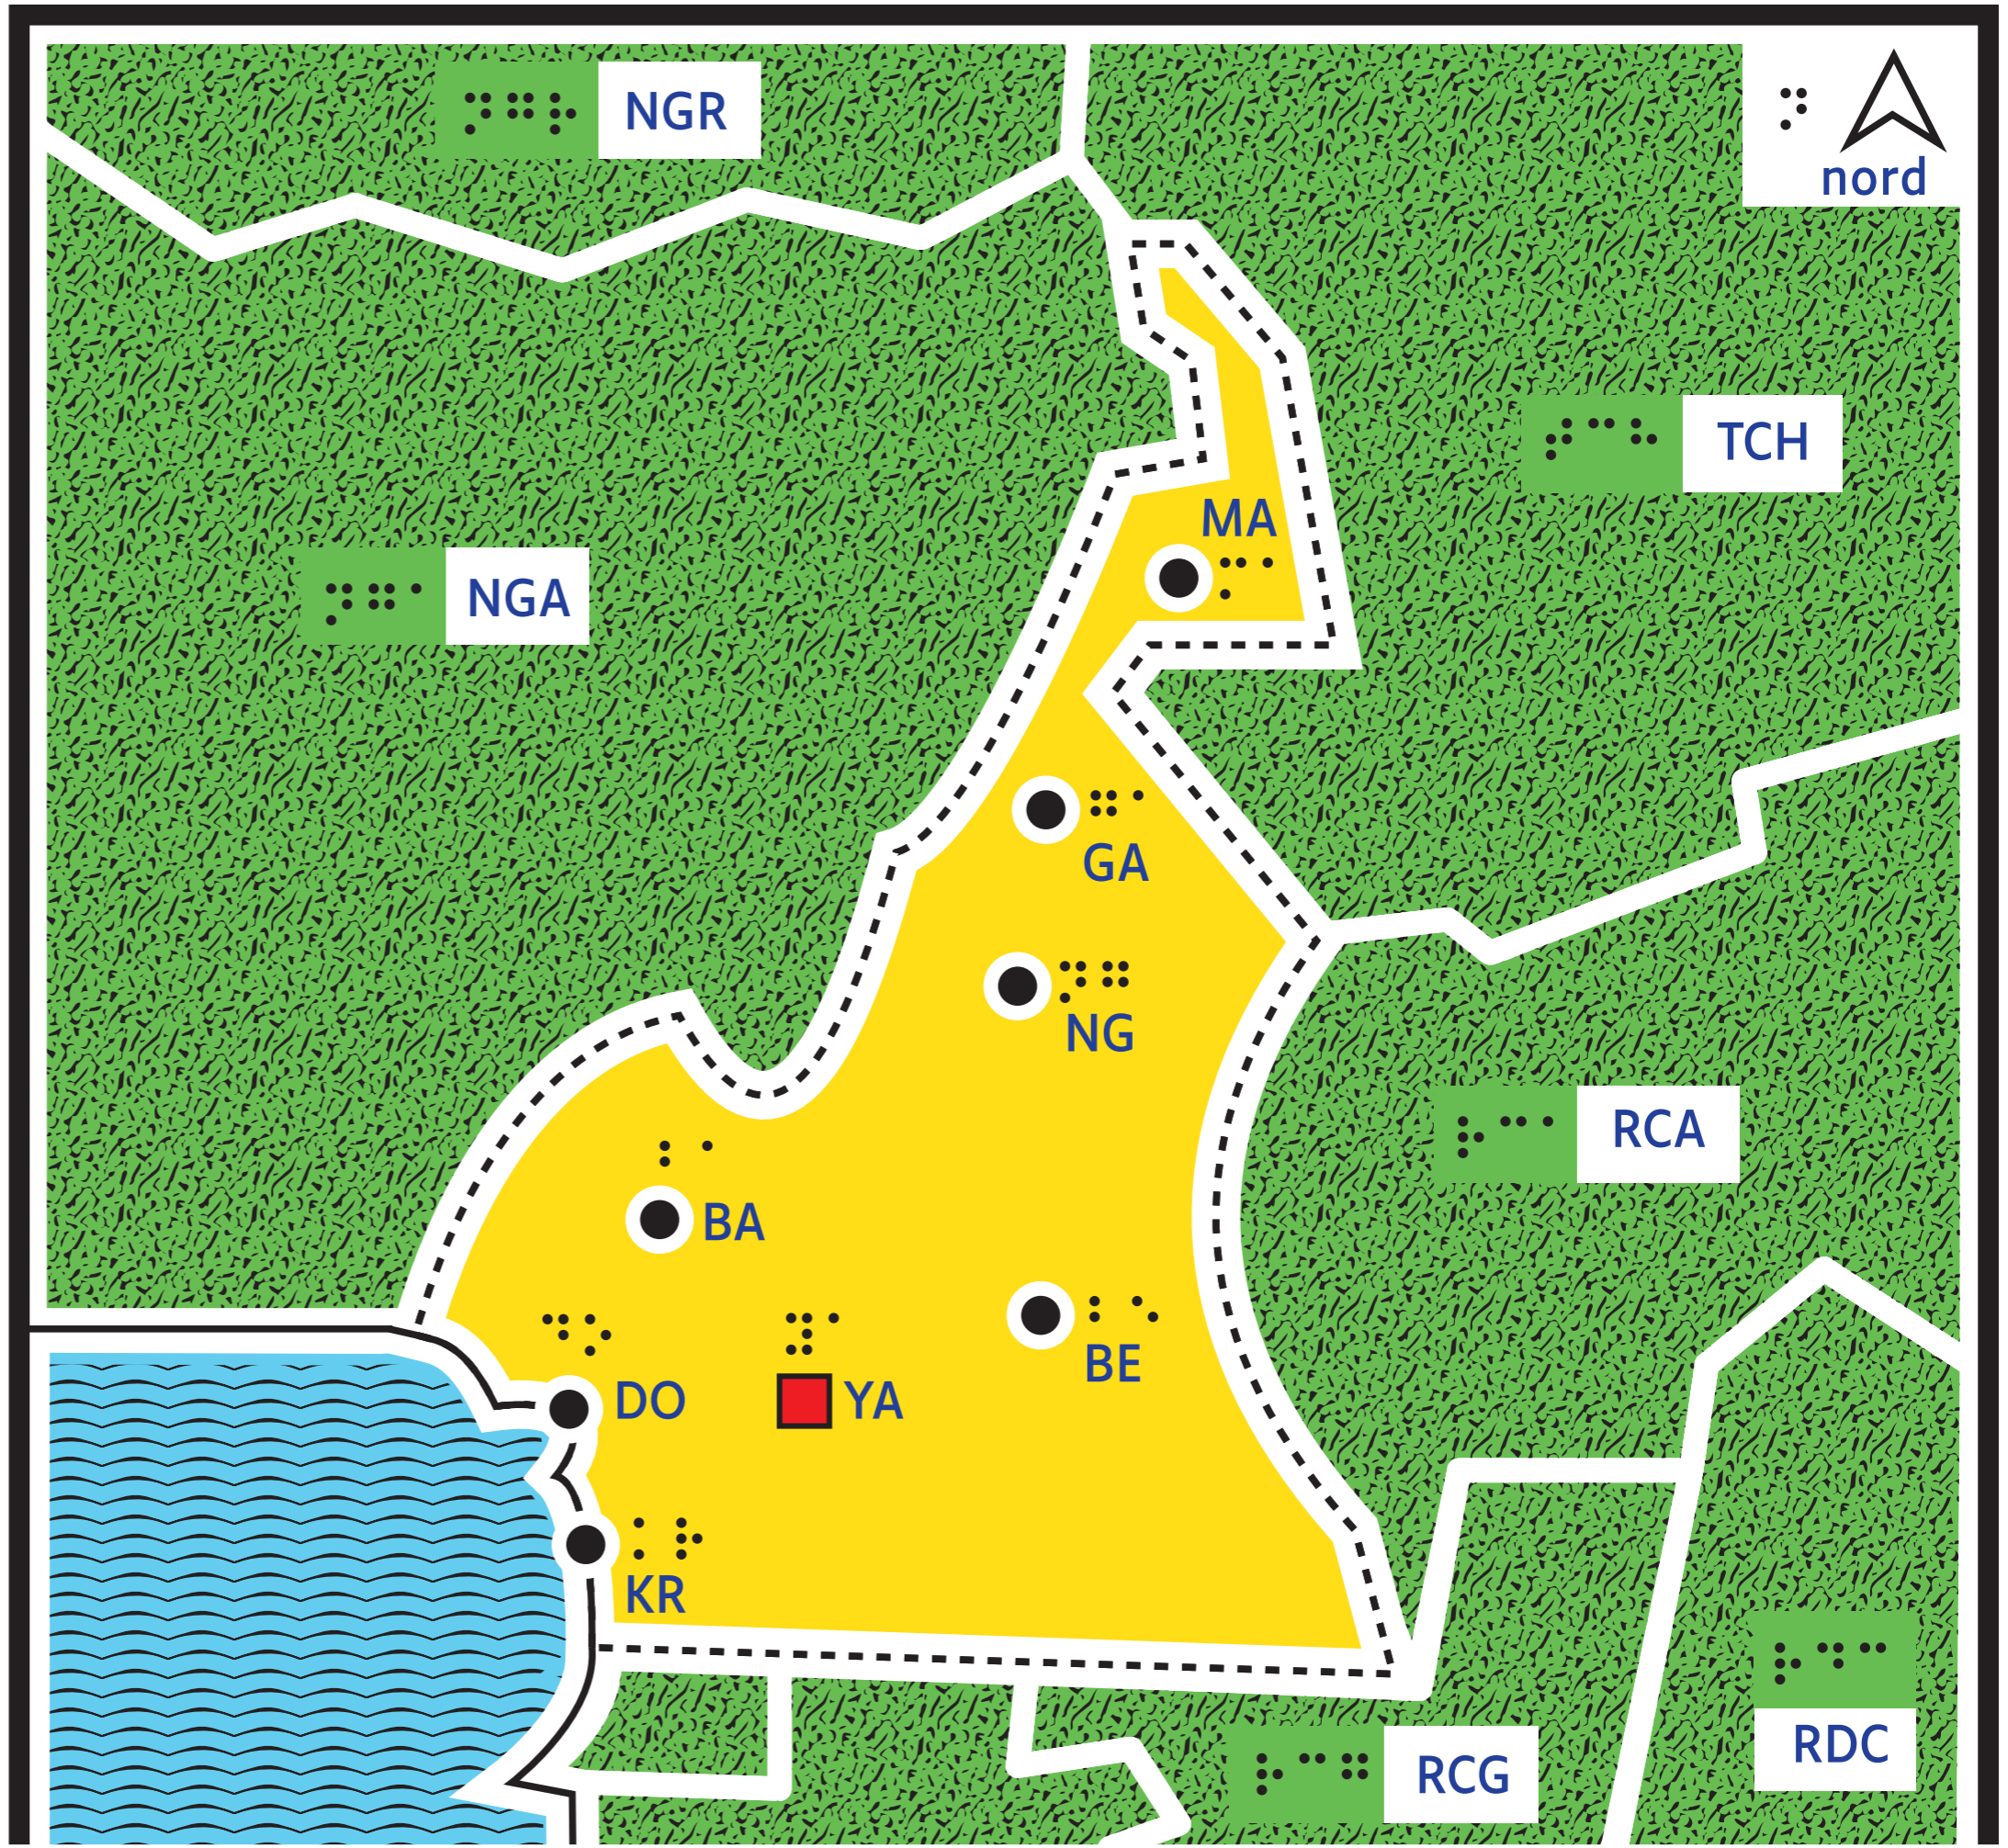 ⠝⠛⠗ NGR
⠝ nord
⠞⠉⠓ TCH
MA
⠍⠁
⠝⠛⠁ NGA
⠛⠁
GA
⠝⠛
NG
⠗⠉⠁ RCA
⠃⠁
BA
⠃⠑
BE
⠙⠕
DO
⠽⠁
YA
⠅⠗
KR
⠗⠙⠉
RDC
⠗⠉⠛ RCG